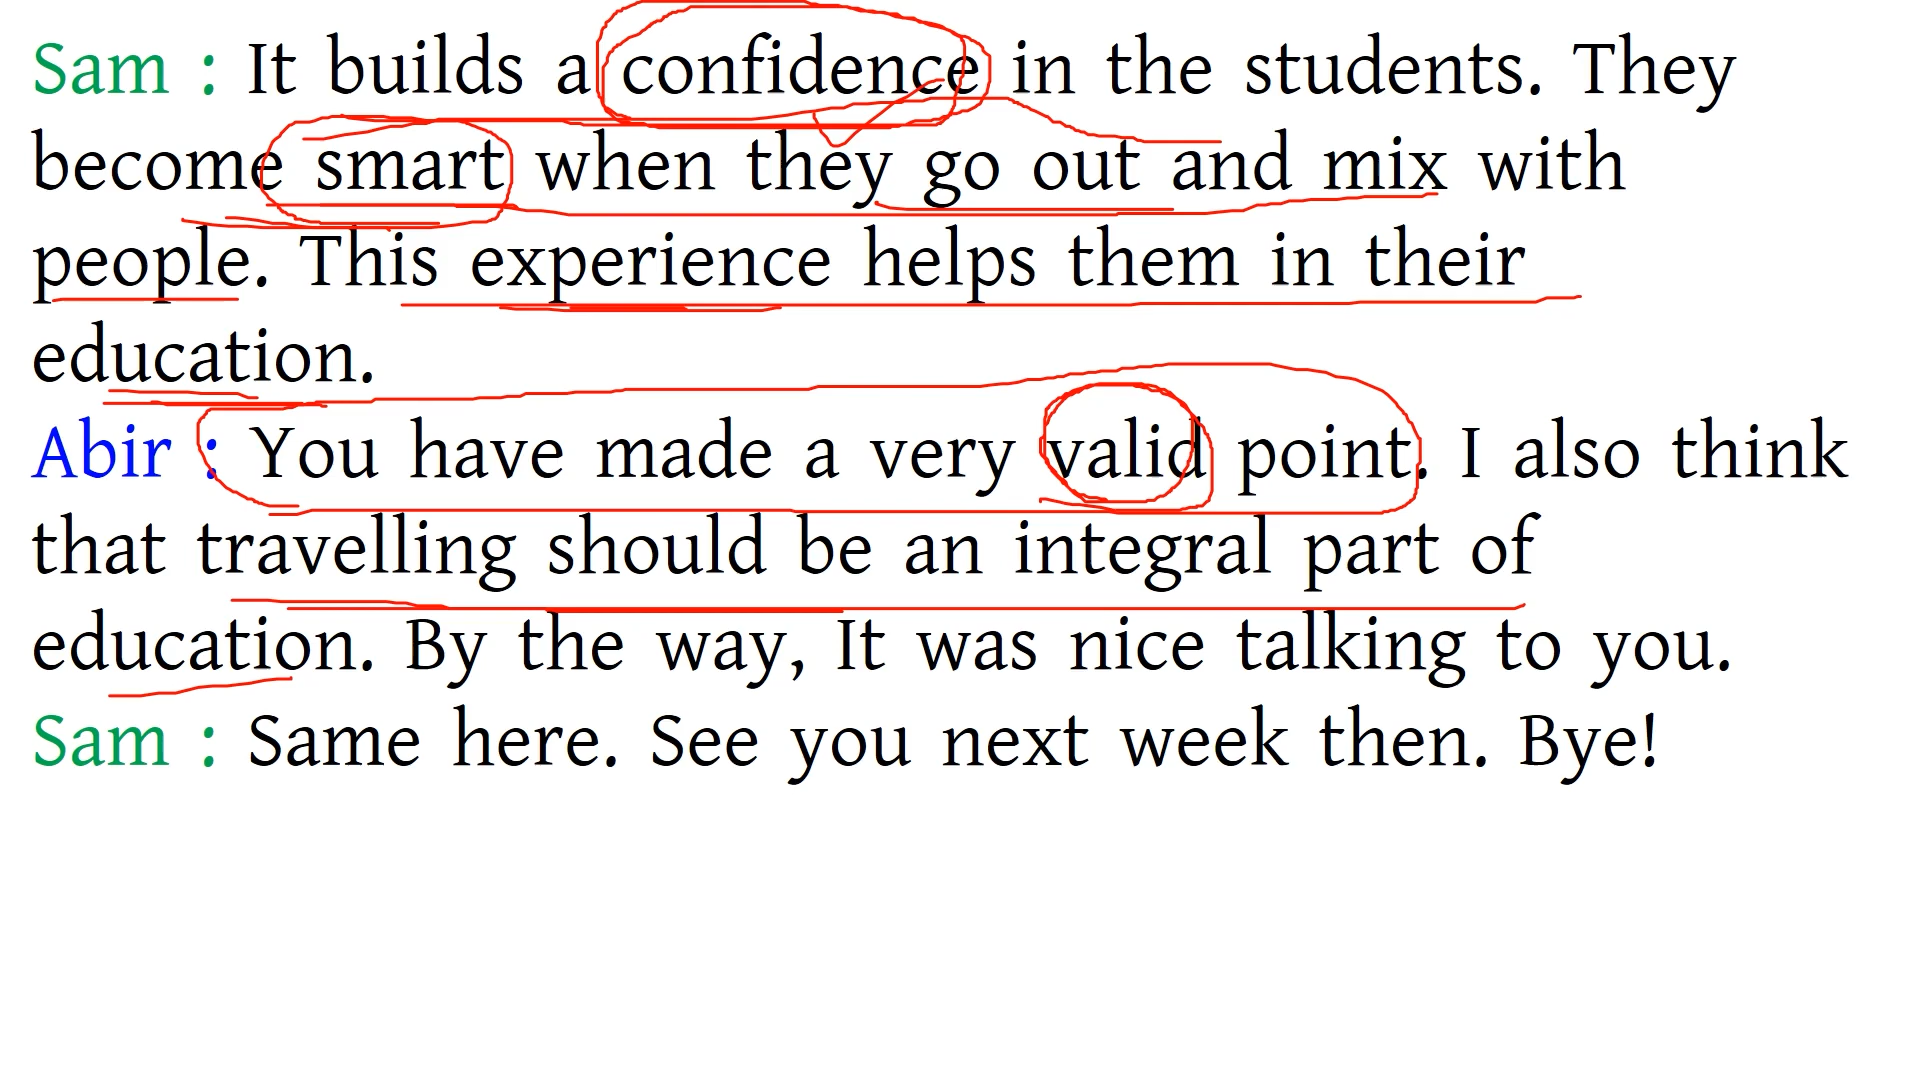 Sam : It builds a confidence in the students. They
become smart when they go out and mix with
people. This experience helps them in their
education.
Abir : You have made a very valid point. I also think
that travelling should be an integral part of
education. By the way, It was nice talking to you.
Sam : Same here. See you next week then. Bye!